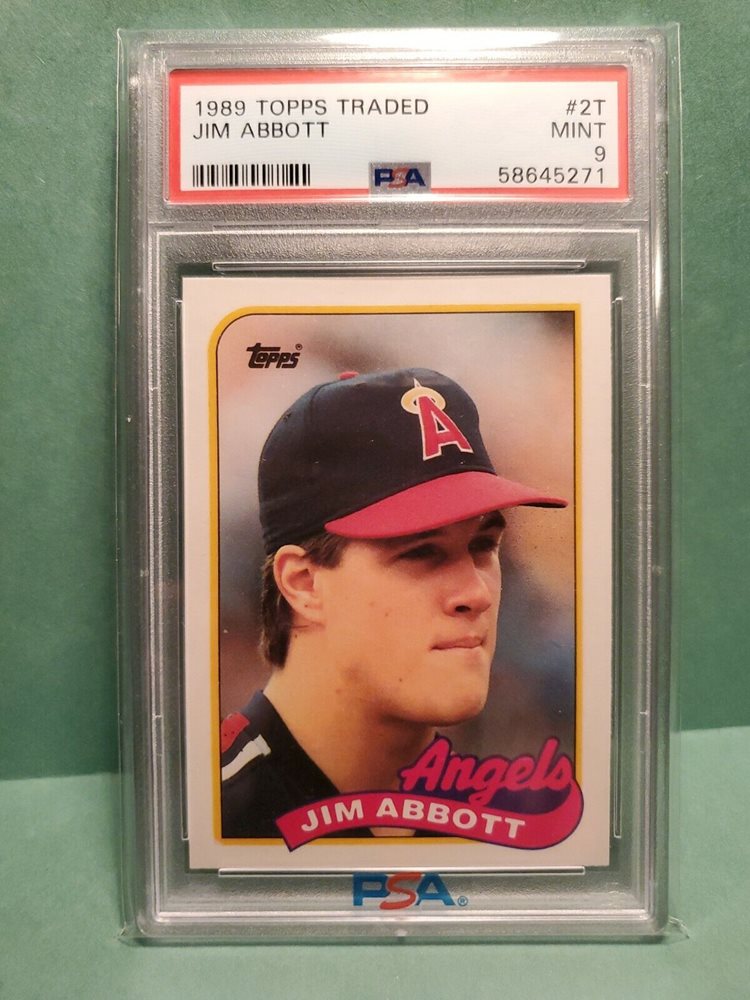 1989 TOPPS TRADED #2T
JIM ABBOTT MINT
9
PSA 58645271
TOPPS®
A
Angels
JIM ABBOTT
PSA®